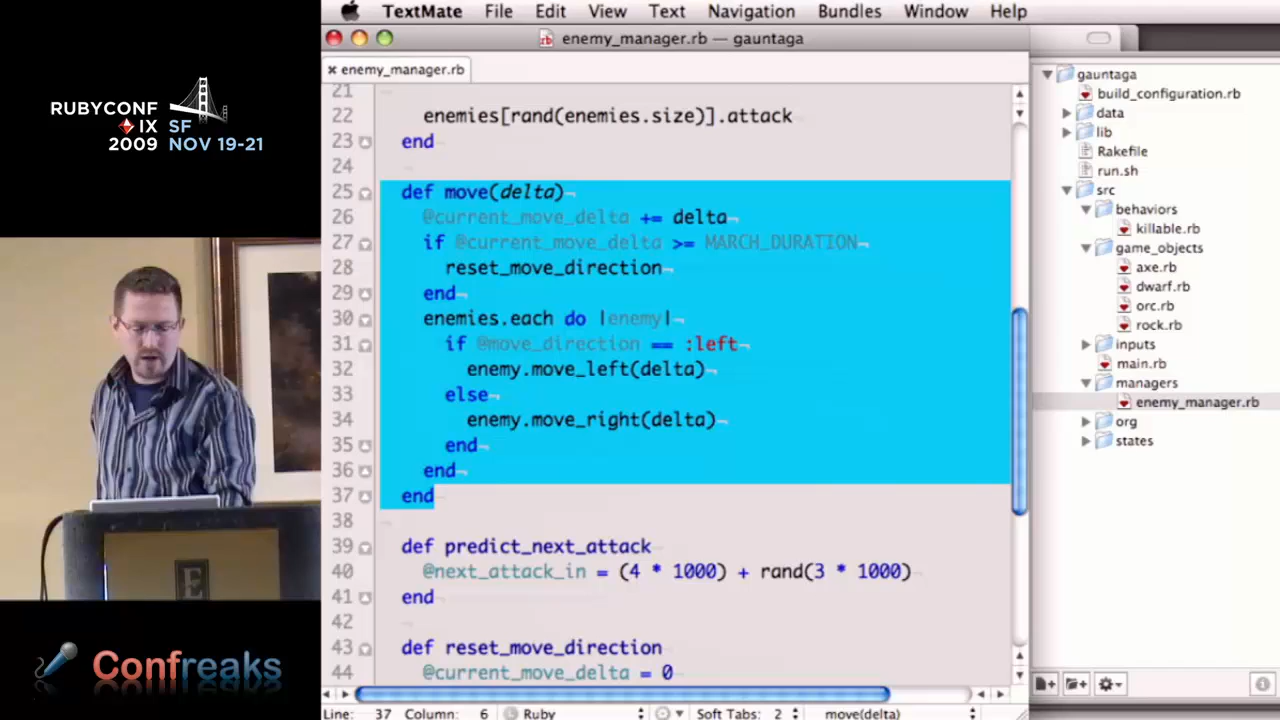 TextMate File Edit View Text Navigation Bundles Window Help
enemy_manager.rb — gauntaga
enemy_manager.rb
RUBYCONF
IX SF
2009 NOV 19-21
21
22 enemies[rand(enemies.size)].attack
23 end
24
25 def move(delta)
26 @current_move_delta += delta
27 if @current_move_delta >= MARCH_DURATION
28 reset_move_direction
29 end
30 enemies.each do |enemy|
31 if @move_direction == :left
32 enemy.move_left(delta)
33 else
34 enemy.move_right(delta)
35 end
36 end
37 end
38
39 def predict_next_attack
40 @next_attack_in = (4 * 1000) + rand(3 * 1000)
41 end
42
43 def reset_move_direction
44 @current_move_delta = 0
Line: 37 Column: 6 Ruby Soft Tabs: 2 move(delta)
gauntaga
build_configuration.rb
data
lib
Rakefile
run.sh
src
behaviors
killable.rb
game_objects
axe.rb
dwarf.rb
orc.rb
rock.rb
inputs
main.rb
managers
enemy_manager.rb
org
states
E
Confreaks